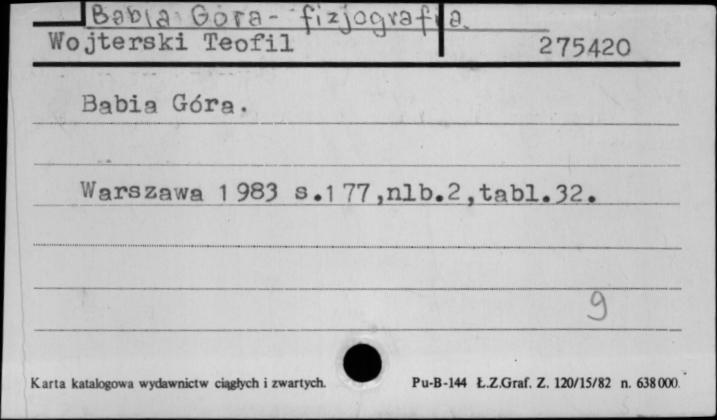 Babia Góra - fizjografia
Wojterski Teofil 275420
Babia Góra.
Warszawa 1983 s.177,nlb.2,tabl.32.
9
Karta katalogowa wydawnictw ciągłych i zwartych. Pu-B-144 Ł.Z.Graf. Z. 120/15/82 n. 638000.